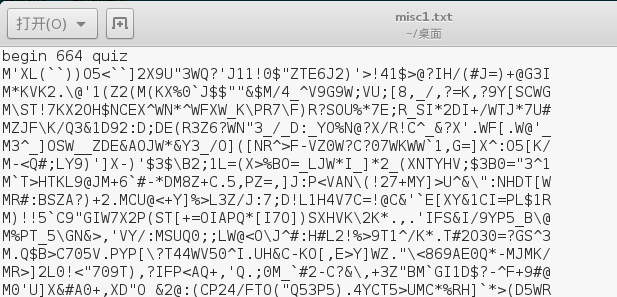 打开(O)
misc1.txt
~/桌面
begin 664 quiz
M'XL(``))O5<``]2X9U"3WQ?'J11!0$"ZTE6J2)'>!41$>@?IH/(#J=)+@G3I
M*KVK2.\@'1(Z2(M(KX%0`J$$""&$M/4_^V9G9W;VU;[8,_/,?=K,?9Y[SCWG
M\ST!7KX2OH$NCEX^WN*^WFXW_K\PR7\F)R?SOU%*7E;R_SI*2DI+/WTJ*7U#
MZJF\K/Q3&1D92:D;DE(R3Z6?WN"3_/_D:_YO%N@?X/R!C^_&?X'.WF[.W@'_
M3^_]OSW__ZDE&AOJW*&Y3_/O]([NR^>F-VZ0W?C?07WKWW`1,G=]X^:O5[K/
M-<Q#;LY9)']X-)'$3$\B2;1L=(X>%BO=_LJW*I_]*2_(XNTYHV;$3B0="3^1
M`T>HTKL9@JM+6`#-*DM8Z+C.5,PZ=,]J:P<VAN\(!27+MY]>U^&\":NHDT[W
MR#:BSZA?)+2.MCU@<+Y]%>L3Z/J:7;D!L1H4V7C=!@C&C'`E[XY&1CI=PL$1R
M)!!5`C9"GIW7X2P(ST[+=OIAPQ*[I7O])SXHVK\2K*.,.'IFS&I/9YP5_B\@
M%PT_5\GN&>,'VY/:MSUQ0;;LW@<O\J^#:H#L2!%>9T1^/K*.T#2O30=?GS^3
M.Q$B>C705V.PYP[\?T44WV50^I.UH&C-KO[,E>Y]WZ."\<869AE0Q*-MJMK/
MR>]2L0!<"709T),?IFP<AQ+,'Q.;0M_`#2-C?&\,+3Z"BM`GI1D$?-^F+9#@
M0'U]X&#A0+,XD"O &2@:(CP24/FTO("Q53P5).4YCT5>UMC*%RH]`*>(D5WR